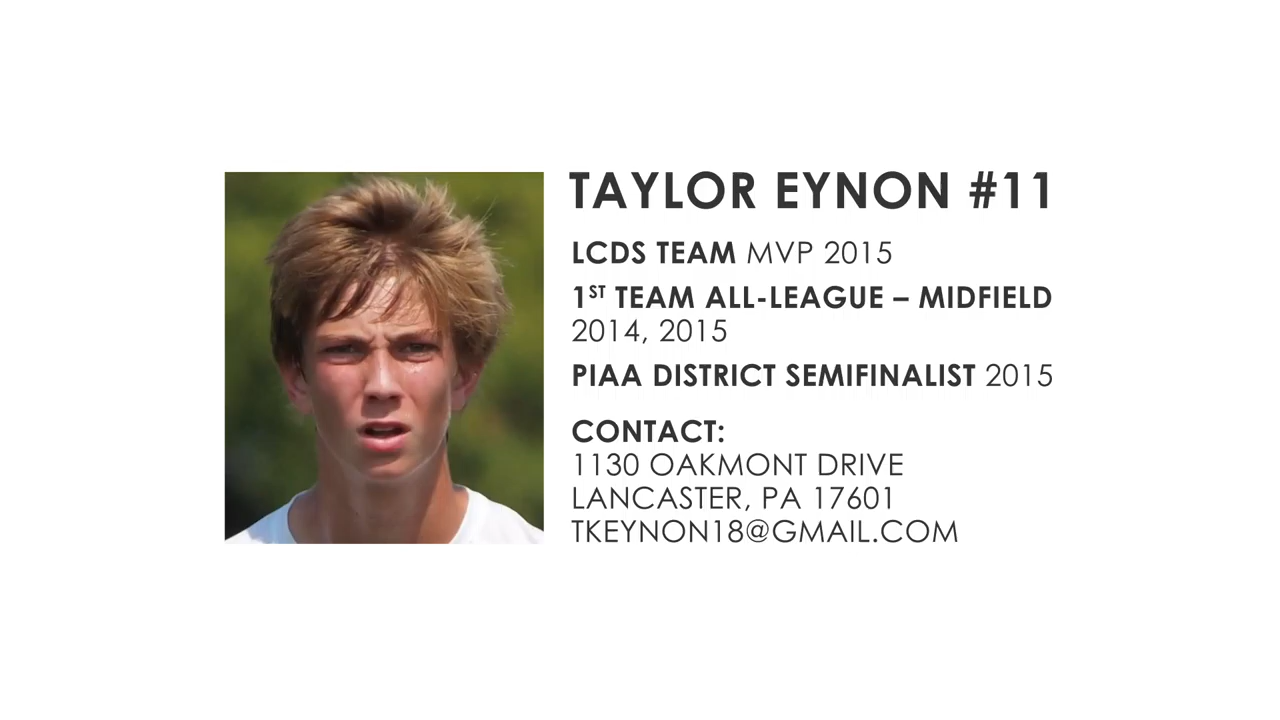 TAYLOR EYNON #11
LCDS TEAM MVP 2015
1ST TEAM ALL-LEAGUE – MIDFIELD
2014, 2015
PIAA DISTRICT SEMIFINALIST 2015
CONTACT:
1130 OAKMONT DRIVE
LANCASTER, PA 17601
TKEYNON18@GMAIL.COM